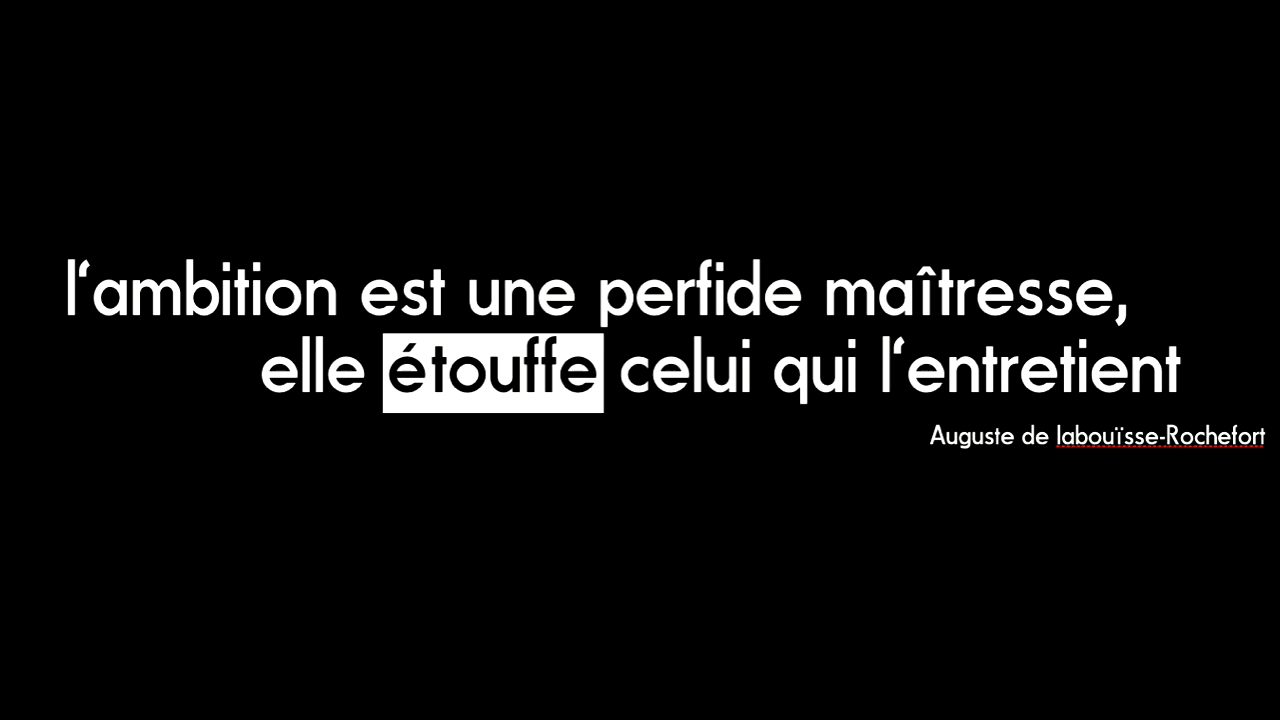 l‘ambition est une perfide maîtresse,
elle étouffe celui qui l‘entretient
Auguste de labouïsse-Rochefort